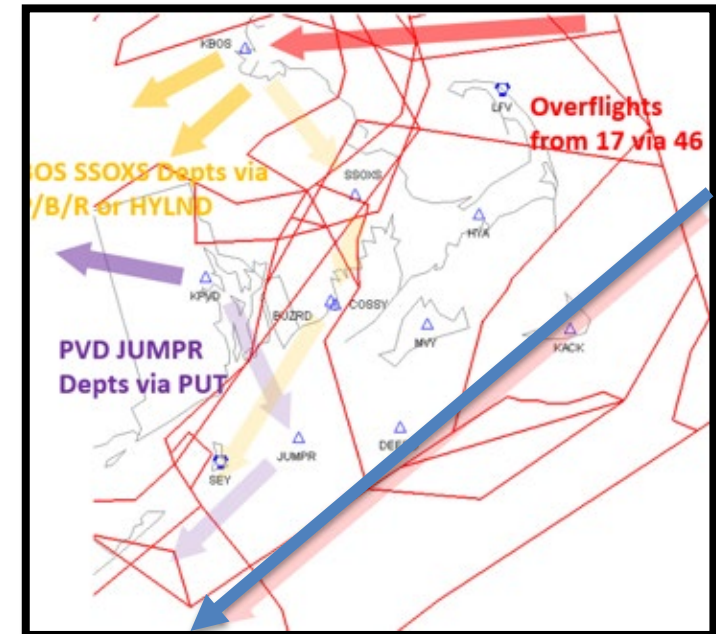 KBOS
LFV
Overflights
from 17 via 46
BOS SSOXS Depts via
P/B/R or HYLND
SSOXS
HYA
KPVD
BUZRD
COSSY
MVY
KACK
PVD JUMPR
Depts via PUT
JUMPR
SEY